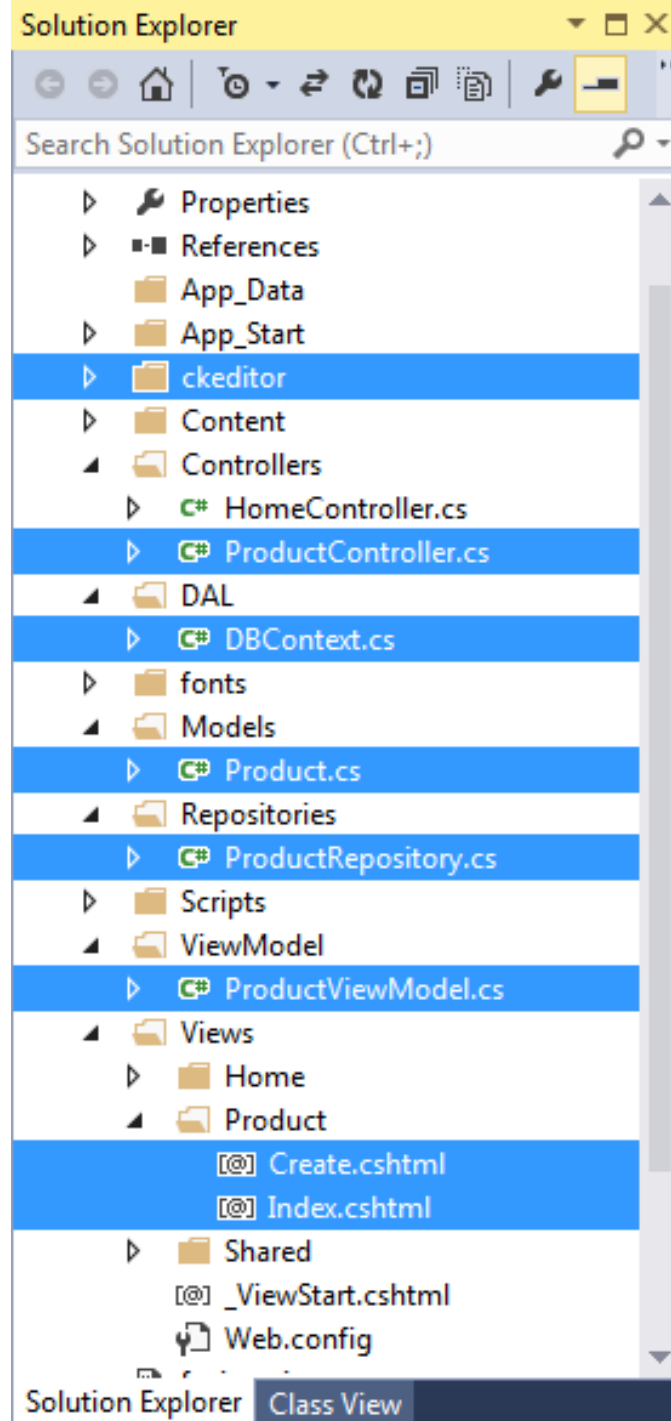 Solution Explorer
Search Solution Explorer (Ctrl+;)
Properties
References
App_Data
App_Start
ckeditor
Content
Controllers
C# HomeController.cs
C# ProductController.cs
DAL
C# DBContext.cs
fonts
Models
C# Product.cs
Repositories
C# ProductRepository.cs
Scripts
ViewModel
C# ProductViewModel.cs
Views
Home
Product
[@] Create.cshtml
[@] Index.cshtml
Shared
[@] _ViewStart.cshtml
Web.config
Solution Explorer Class View